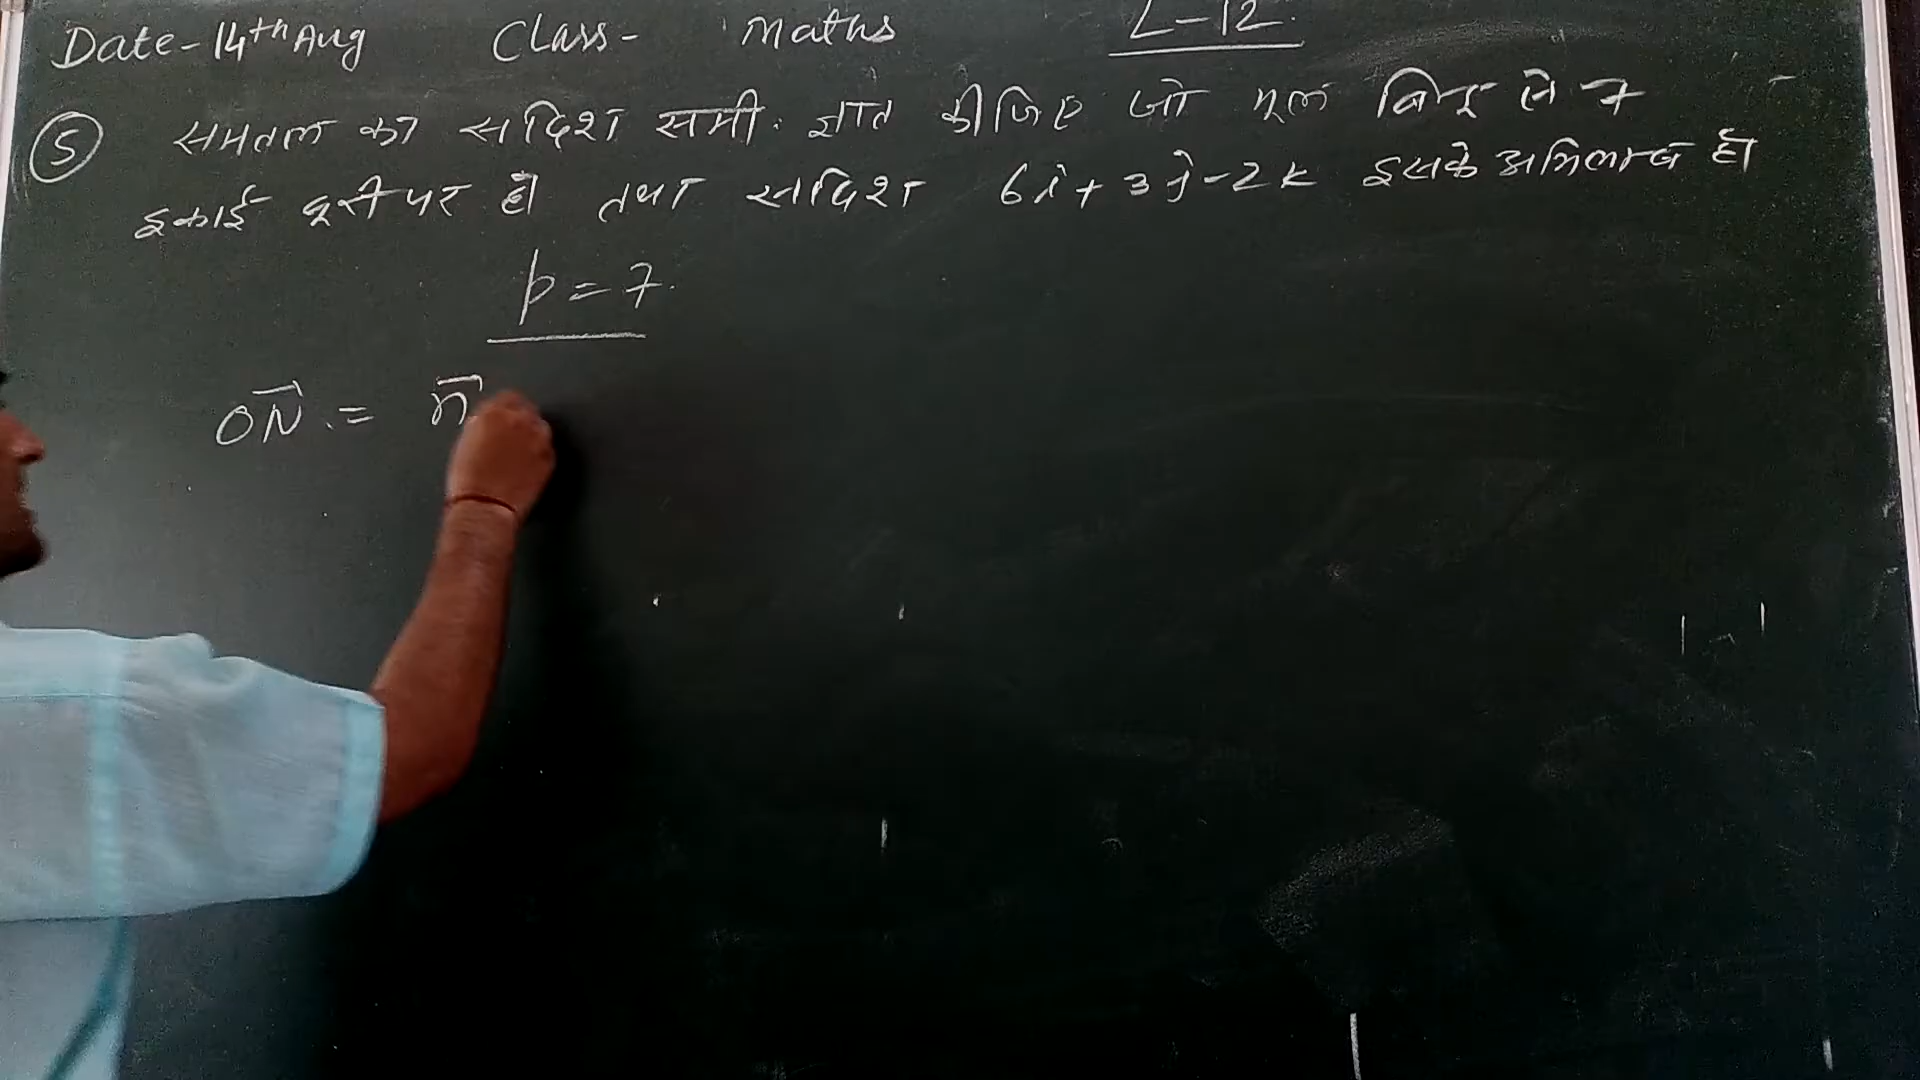 Date - 14th Aug Class - Maths L-12.
(5) समतल का सदिश समी. ज्ञात कीजिए जो मूल बिन्दु से 7
इकाई दूरी पर हो तथा सदिश 6i + 3j - 2k इसके अभिलम्ब हो
p = 7.
ON⃗ = n⃗